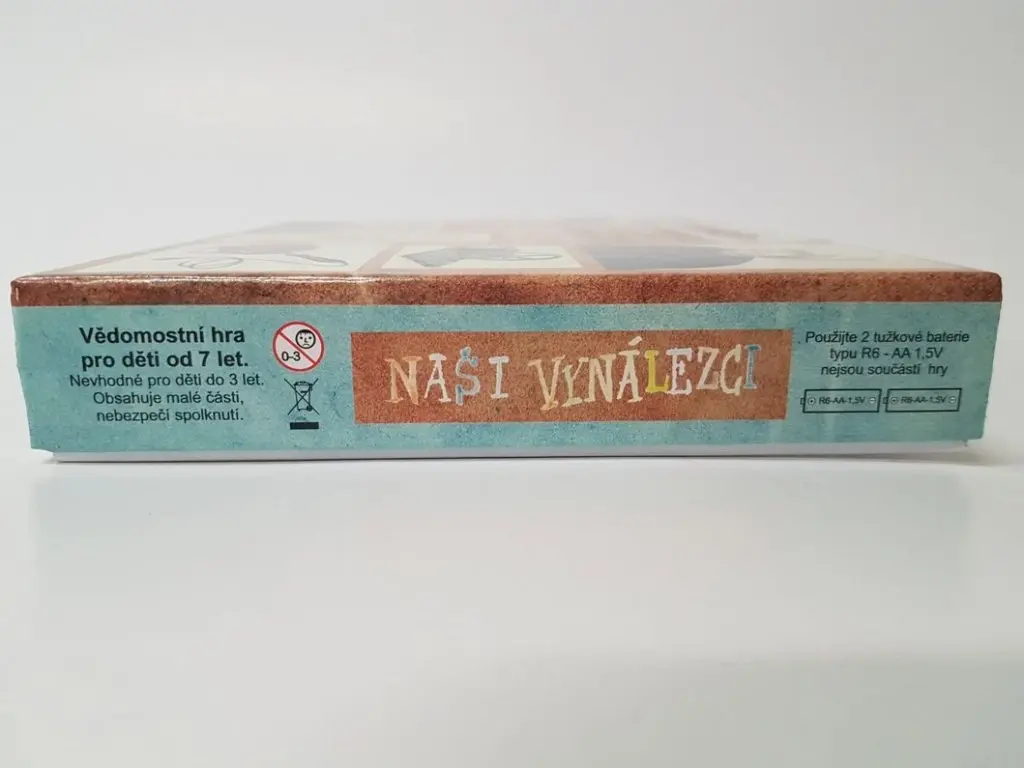 Vědomostní hra
pro děti od 7 let.
Nevhodné pro děti do 3 let.
Obsahuje malé části,
nebezpečí spolknutí.
0-3
NAŠI VYNÁLEZCI
Použijte 2 tužkové baterie
typu R6 - AA 1,5V
nejsou součástí hry
R6-AA-1,5V R6-AA-1,5V